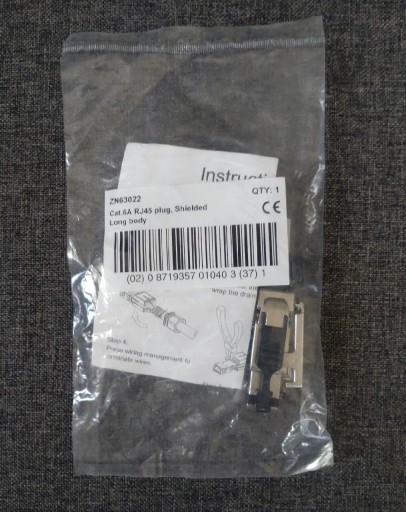 Instructi
ZN63022
QTY: 1
Cat.6A RJ45 plug, Shielded
Long body
CE
(02) 0 8719357 01040 3 (37) 1
wrap the drain
Step 4:
Press wiring management to
terminate wires.